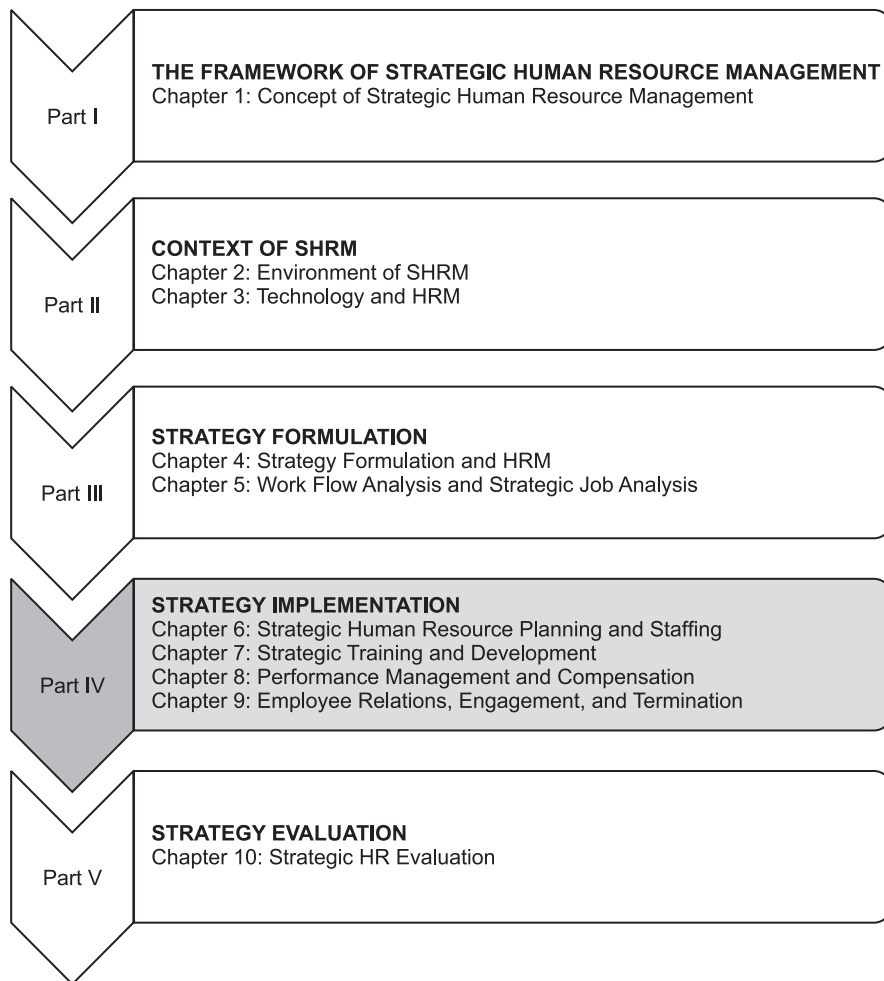 Part I
THE FRAMEWORK OF STRATEGIC HUMAN RESOURCE MANAGEMENT
Chapter 1: Concept of Strategic Human Resource Management
Part II
CONTEXT OF SHRM
Chapter 2: Environment of SHRM
Chapter 3: Technology and HRM
Part III
STRATEGY FORMULATION
Chapter 4: Strategy Formulation and HRM
Chapter 5: Work Flow Analysis and Strategic Job Analysis
Part IV
STRATEGY IMPLEMENTATION
Chapter 6: Strategic Human Resource Planning and Staffing
Chapter 7: Strategic Training and Development
Chapter 8: Performance Management and Compensation
Chapter 9: Employee Relations, Engagement, and Termination
Part V
STRATEGY EVALUATION
Chapter 10: Strategic HR Evaluation